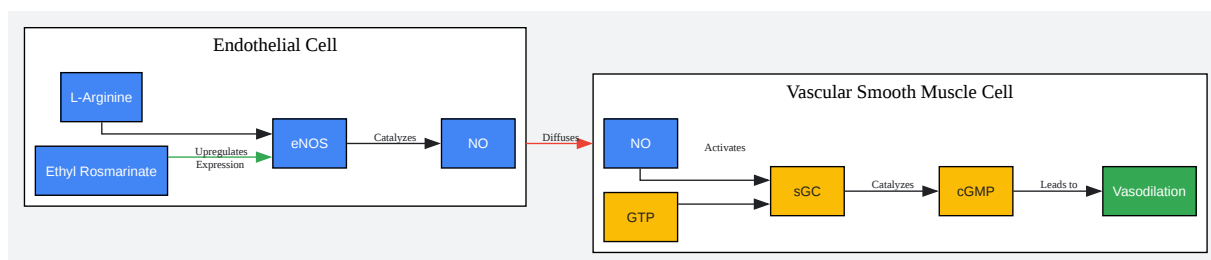 Endothelial Cell
L-Arginine
Ethyl Rosmarinate
Upregulates
Expression
eNOS
Catalyzes
NO
Diffuses
Vascular Smooth Muscle Cell
NO
Activates
GTP
sGC
Catalyzes
cGMP
Leads to
Vasodilation